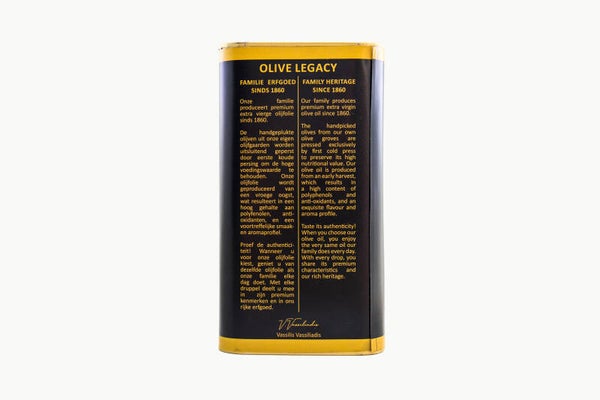 OLIVE LEGACY
FAMILIE ERFGOED
SINDS 1860
Onze familie
produceert premium
extra vierge olijfolie
sinds 1860.
De handgeplukte
olijven uit onze eigen
olijfgaarden worden
uitsluitend geperst
door eerste koude
persing om de hoge
voedingswaarde te
behouden. Onze
olijfolie wordt
geproduceerd van
een vroege oogst,
wat resulteert in een
hoog gehalte aan
polyfenolen, anti-
oxidanten, en een
voortreffelijke smaak-
en aromaprofiel.
Proef de authentici-
teit! Wanneer u
voor onze olijfolie
kiest, geniet u van
dezelfde olijfolie als
onze familie elke
dag doet. Met elke
druppel deelt u mee
in zijn premium
kenmerken en in ons
rijke erfgoed.
FAMILY HERITAGE
SINCE 1860
Our family produces
premium extra virgin
olive oil since 1860.
The handpicked
olives from our own
olive groves are
pressed exclusively
by first cold press
to preserve its high
nutritional value. Our
olive oil is produced
from an early harvest,
which results in
a high content of
polyphenols and
anti-oxidants, and an
exquisite flavour and
aroma profile.
Taste its authenticity!
When you choose our
olive oil, you enjoy
the very same oil our
family does every day.
With every drop, you
share its premium
characteristics and
our rich heritage.
V. Vassiliadis
Vassilis Vassiliadis